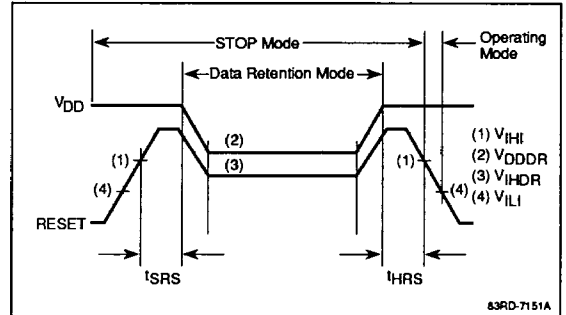 STOP Mode
Operating
Mode
Data Retention Mode
VDD
(2)
(3)
(1)
(4)
RESET
(1)
(4)
(1) VIHI
(2) VDDDR
(3) VIHDR
(4) VILI
tSRS
tHRS
83RD-7151A